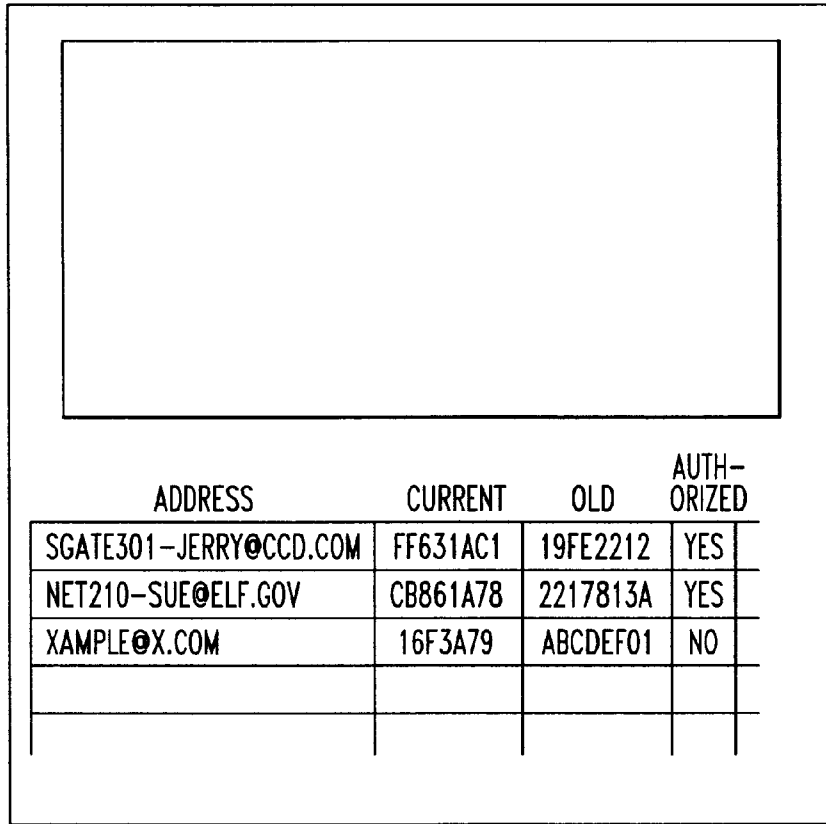 ADDRESS CURRENT OLD AUTH-
ORIZED
SGATE301-JERRY@CCD.COM FF631AC1 19FE2212 YES
NET210-SUE@ELF.GOV CB861A78 2217813A YES
XAMPLE@X.COM 16F3A79 ABCDEF01 NO